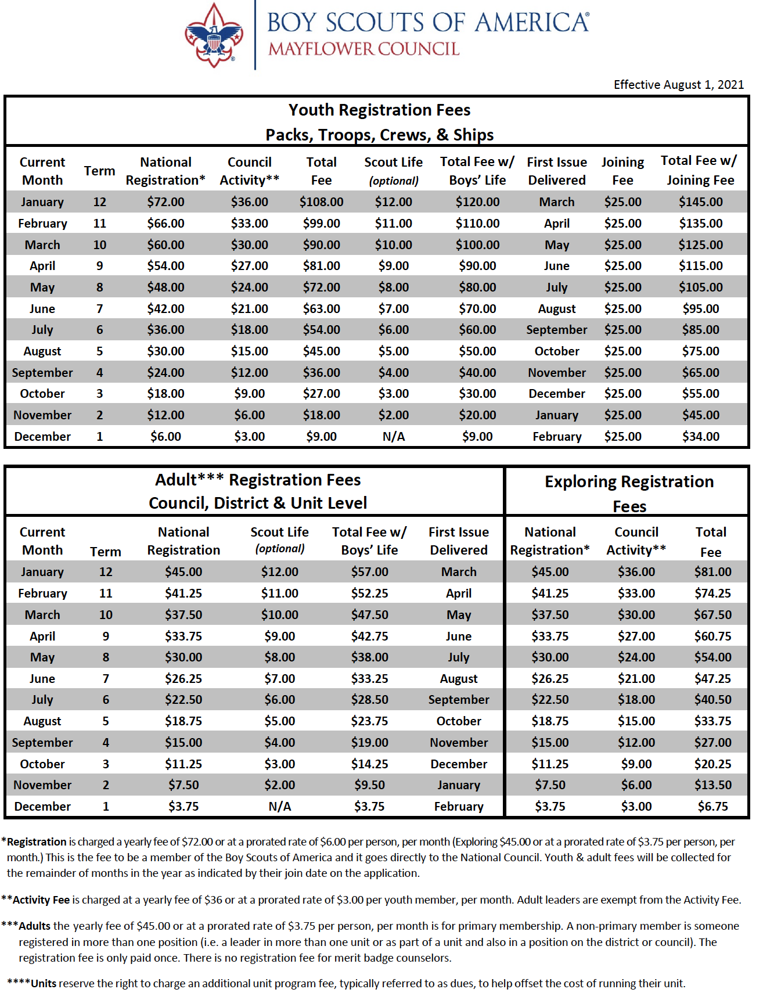 BOY SCOUTS OF AMERICA®
MAYFLOWER COUNCIL
®
Effective August 1, 2021
Youth Registration Fees
Packs, Troops, Crews, & Ships
Current Month Term National Registration* Council Activity** Total Fee Scout Life (optional) Total Fee w/ Boys’ Life First Issue Delivered Joining Fee Total Fee w/ Joining Fee
January 12 $72.00 $36.00 $108.00 $12.00 $120.00 March $25.00 $145.00
February 11 $66.00 $33.00 $99.00 $11.00 $110.00 April $25.00 $135.00
March 10 $60.00 $30.00 $90.00 $10.00 $100.00 May $25.00 $125.00
April 9 $54.00 $27.00 $81.00 $9.00 $90.00 June $25.00 $115.00
May 8 $48.00 $24.00 $72.00 $8.00 $80.00 July $25.00 $105.00
June 7 $42.00 $21.00 $63.00 $7.00 $70.00 August $25.00 $95.00
July 6 $36.00 $18.00 $54.00 $6.00 $60.00 September $25.00 $85.00
August 5 $30.00 $15.00 $45.00 $5.00 $50.00 October $25.00 $75.00
September 4 $24.00 $12.00 $36.00 $4.00 $40.00 November $25.00 $65.00
October 3 $18.00 $9.00 $27.00 $3.00 $30.00 December $25.00 $55.00
November 2 $12.00 $6.00 $18.00 $2.00 $20.00 January $25.00 $45.00
December 1 $6.00 $3.00 $9.00 N/A $9.00 February $25.00 $34.00
Adult*** Registration Fees
Council, District & Unit Level
Current Month Term National Registration Scout Life (optional) Total Fee w/ Boys’ Life First Issue Delivered
January 12 $45.00 $12.00 $57.00 March
February 11 $41.25 $11.00 $52.25 April
March 10 $37.50 $10.00 $47.50 May
April 9 $33.75 $9.00 $42.75 June
May 8 $30.00 $8.00 $38.00 July
June 7 $26.25 $7.00 $33.25 August
July 6 $22.50 $6.00 $28.50 September
August 5 $18.75 $5.00 $23.75 October
September 4 $15.00 $4.00 $19.00 November
October 3 $11.25 $3.00 $14.25 December
November 2 $7.50 $2.00 $9.50 January
December 1 $3.75 N/A $3.75 February
Exploring Registration
Fees
National Registration* Council Activity** Total Fee
$45.00 $36.00 $81.00
$41.25 $33.00 $74.25
$37.50 $30.00 $67.50
$33.75 $27.00 $60.75
$30.00 $24.00 $54.00
$26.25 $21.00 $47.25
$22.50 $18.00 $40.50
$18.75 $15.00 $33.75
$15.00 $12.00 $27.00
$11.25 $9.00 $20.25
$7.50 $6.00 $13.50
$3.75 $3.00 $6.75
*Registration is charged a yearly fee of $72.00 or at a prorated rate of $6.00 per person, per month (Exploring $45.00 or at a prorated rate of $3.75 per person, per
month.) This is the fee to be a member of the Boy Scouts of America and it goes directly to the National Council. Youth & adult fees will be collected for
the remainder of months in the year as indicated by their join date on the application.
**Activity Fee is charged at a yearly fee of $36 or at a prorated rate of $3.00 per youth member, per month. Adult leaders are exempt from the Activity Fee.
***Adults the yearly fee of $45.00 or at a prorated rate of $3.75 per person, per month is for primary membership. A non-primary member is someone
registered in more than one position (i.e. a leader in more than one unit or as part of a unit and also in a position on the district or council). The
registration fee is only paid once. There is no registration fee for merit badge counselors.
****Units reserve the right to charge an additional unit program fee, typically referred to as dues, to help offset the cost of running their unit.